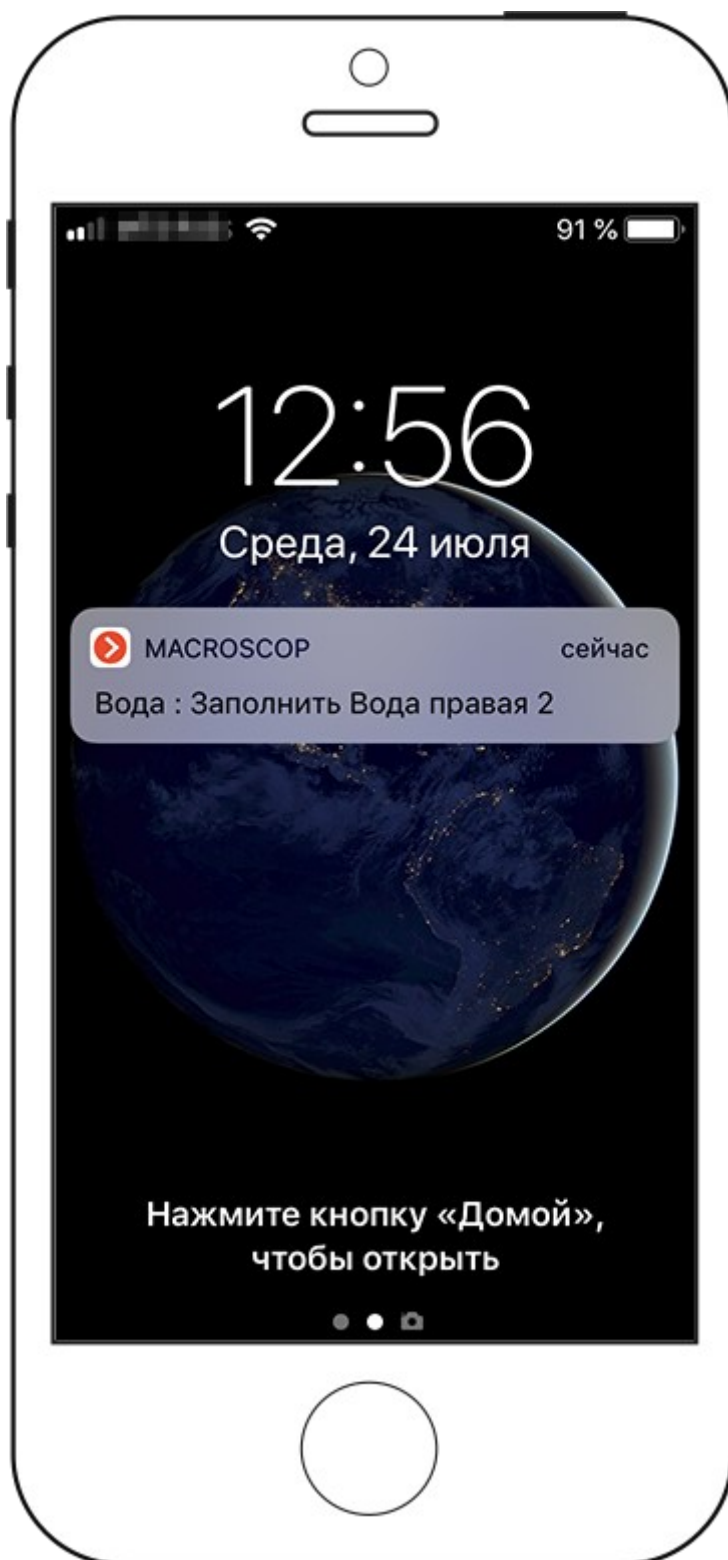 91 %
12:56
Среда, 24 июля
MACROSCOP сейчас
Вода : Заполнить Вода правая 2
Нажмите кнопку «Домой»,
чтобы открыть